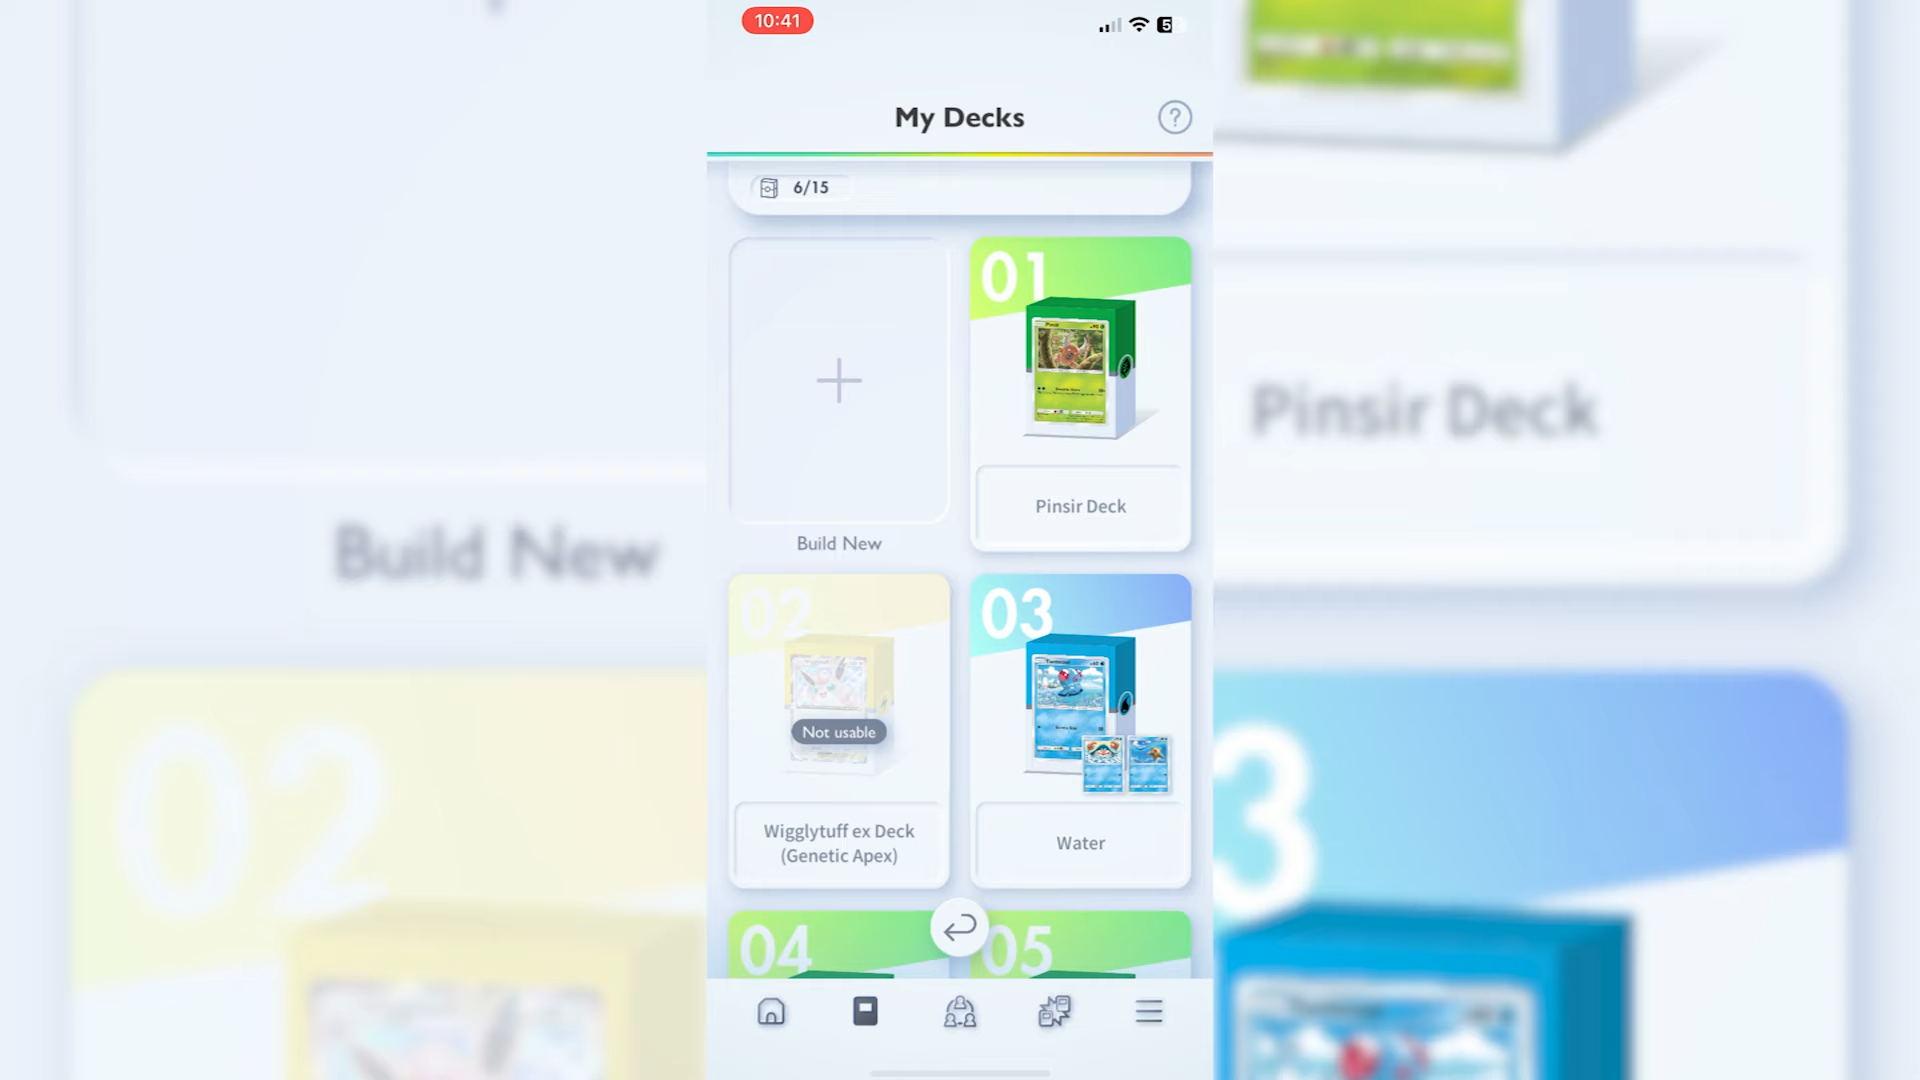 10:41
My Decks
?
6/15
01
Pinsir Deck
Build New
02
Not usable
Wigglytuff ex Deck
(Genetic Apex)
03
Water
04
05
Build New
Pinsir Deck
02
3